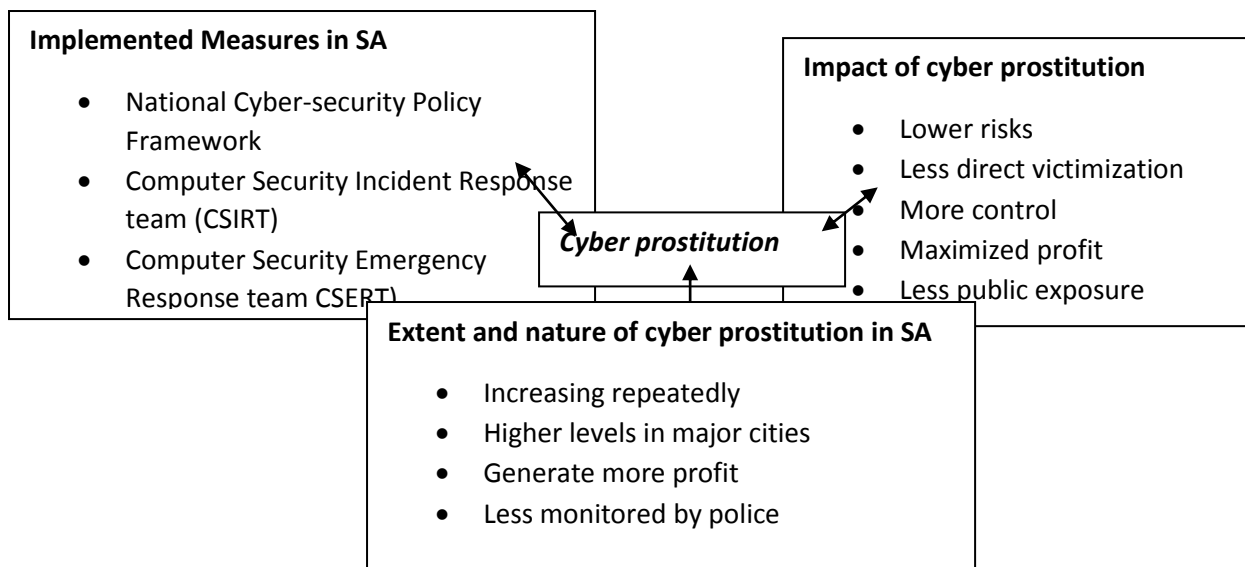 Implemented Measures in SA
• National Cyber-security Policy
Framework
• Computer Security Incident Response
team (CSIRT)
• Computer Security Emergency
Response team CSERT)
Impact of cyber prostitution
• Lower risks
• Less direct victimization
• More control
• Maximized profit
• Less public exposure
Cyber prostitution
Extent and nature of cyber prostitution in SA
• Increasing repeatedly
• Higher levels in major cities
• Generate more profit
• Less monitored by police